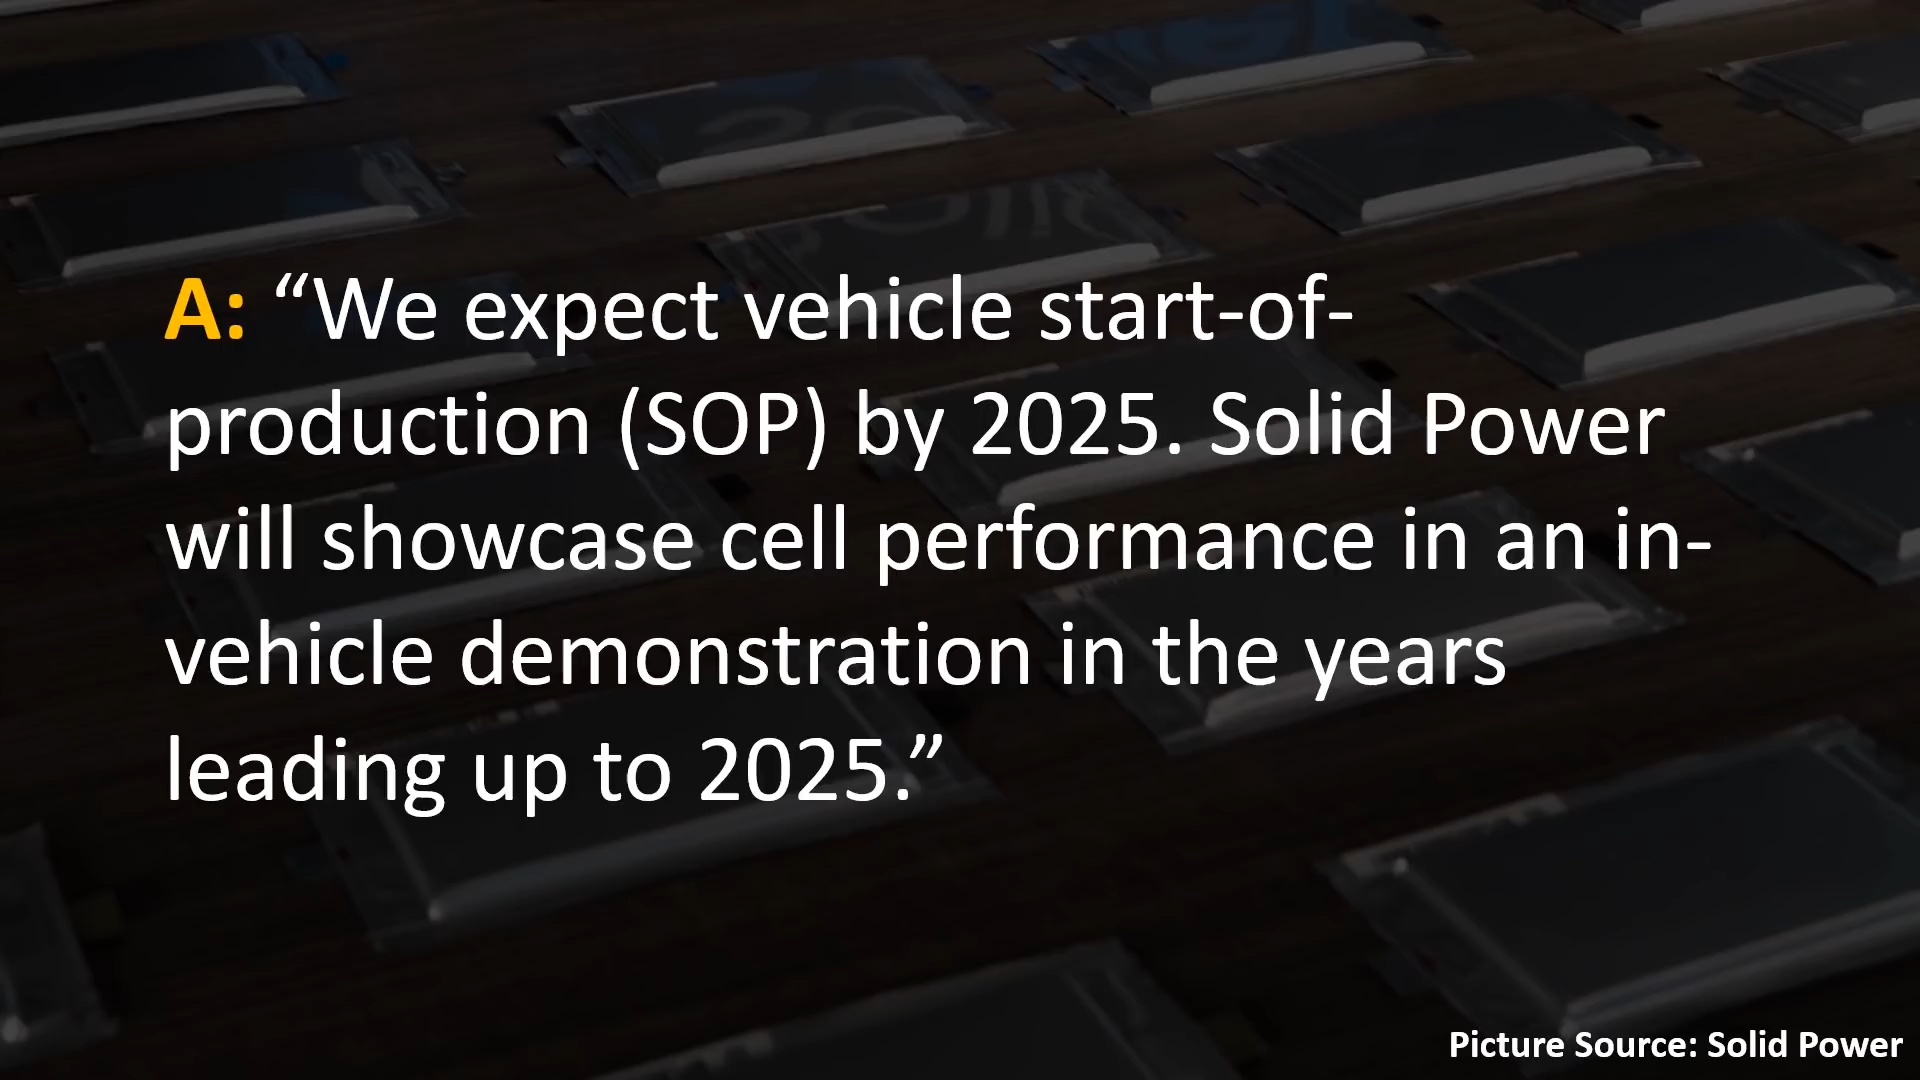 A: “We expect vehicle start-of-
production (SOP) by 2025. Solid Power
will showcase cell performance in an in-
vehicle demonstration in the years
leading up to 2025.”
Picture Source: Solid Power